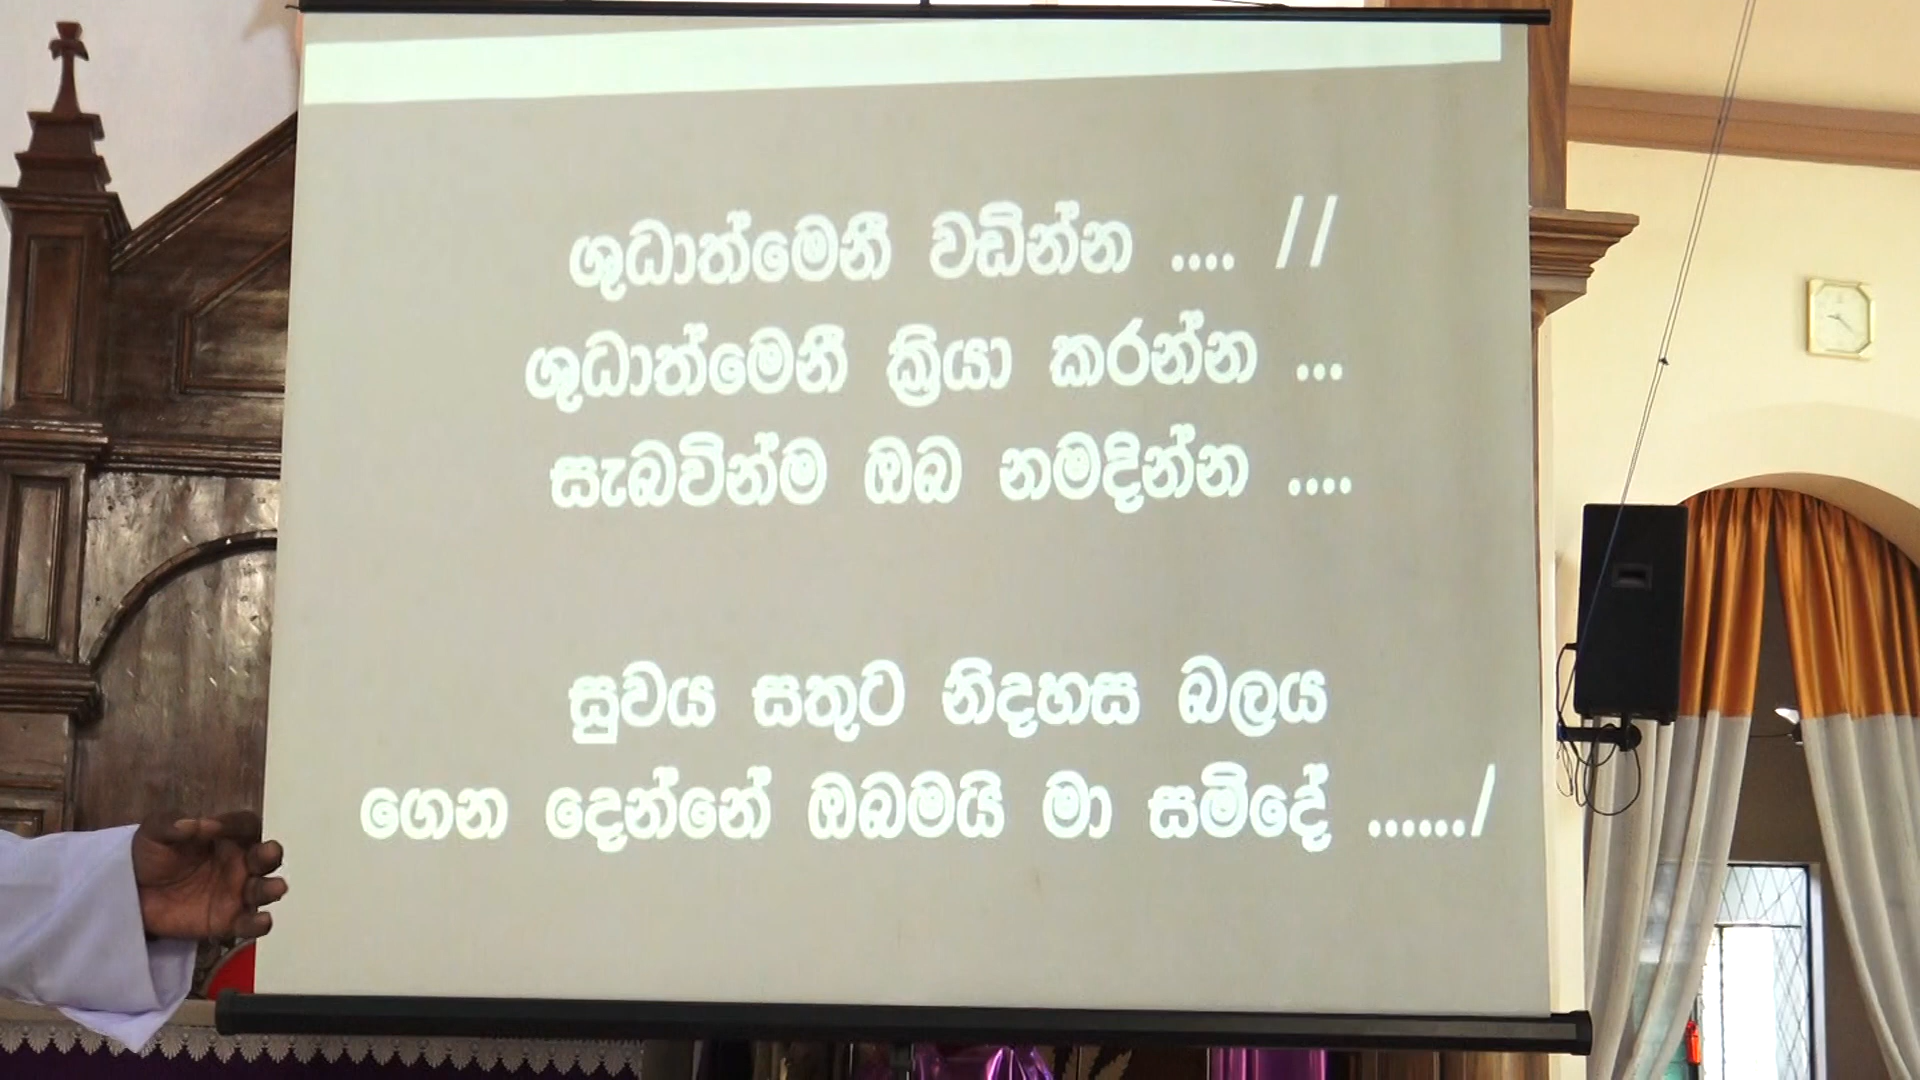 ශුධාත්මෙනී වඩින්න .... //
ශුධාත්මෙනී ක්‍රියා කරන්න ...
සැබවින්ම ඔබ නමදින්න ....
සුවය සතුට නිදහස බලය
ගෙන දෙන්නේ ඔබමයි මා සමිදේ ....../